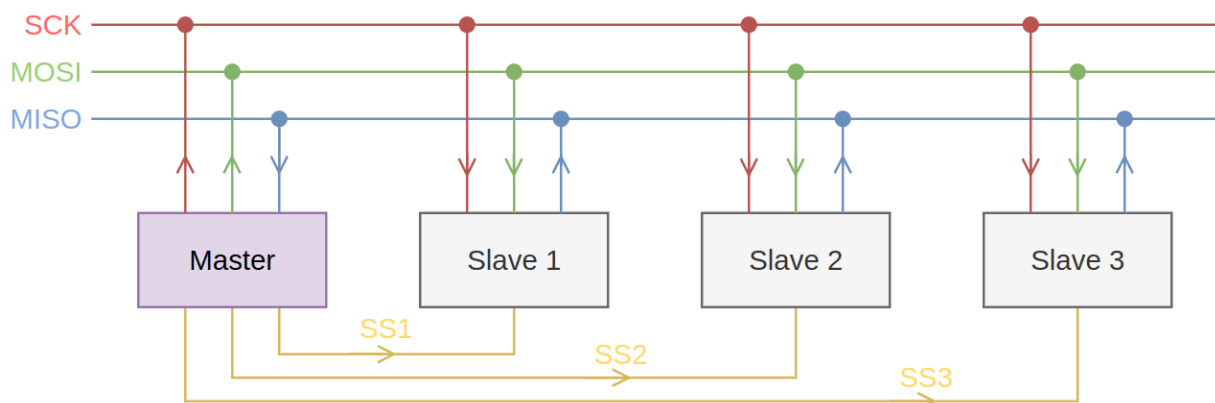 SCK
MOSI
MISO
Master
Slave 1
Slave 2
Slave 3
SS1
SS2
SS3